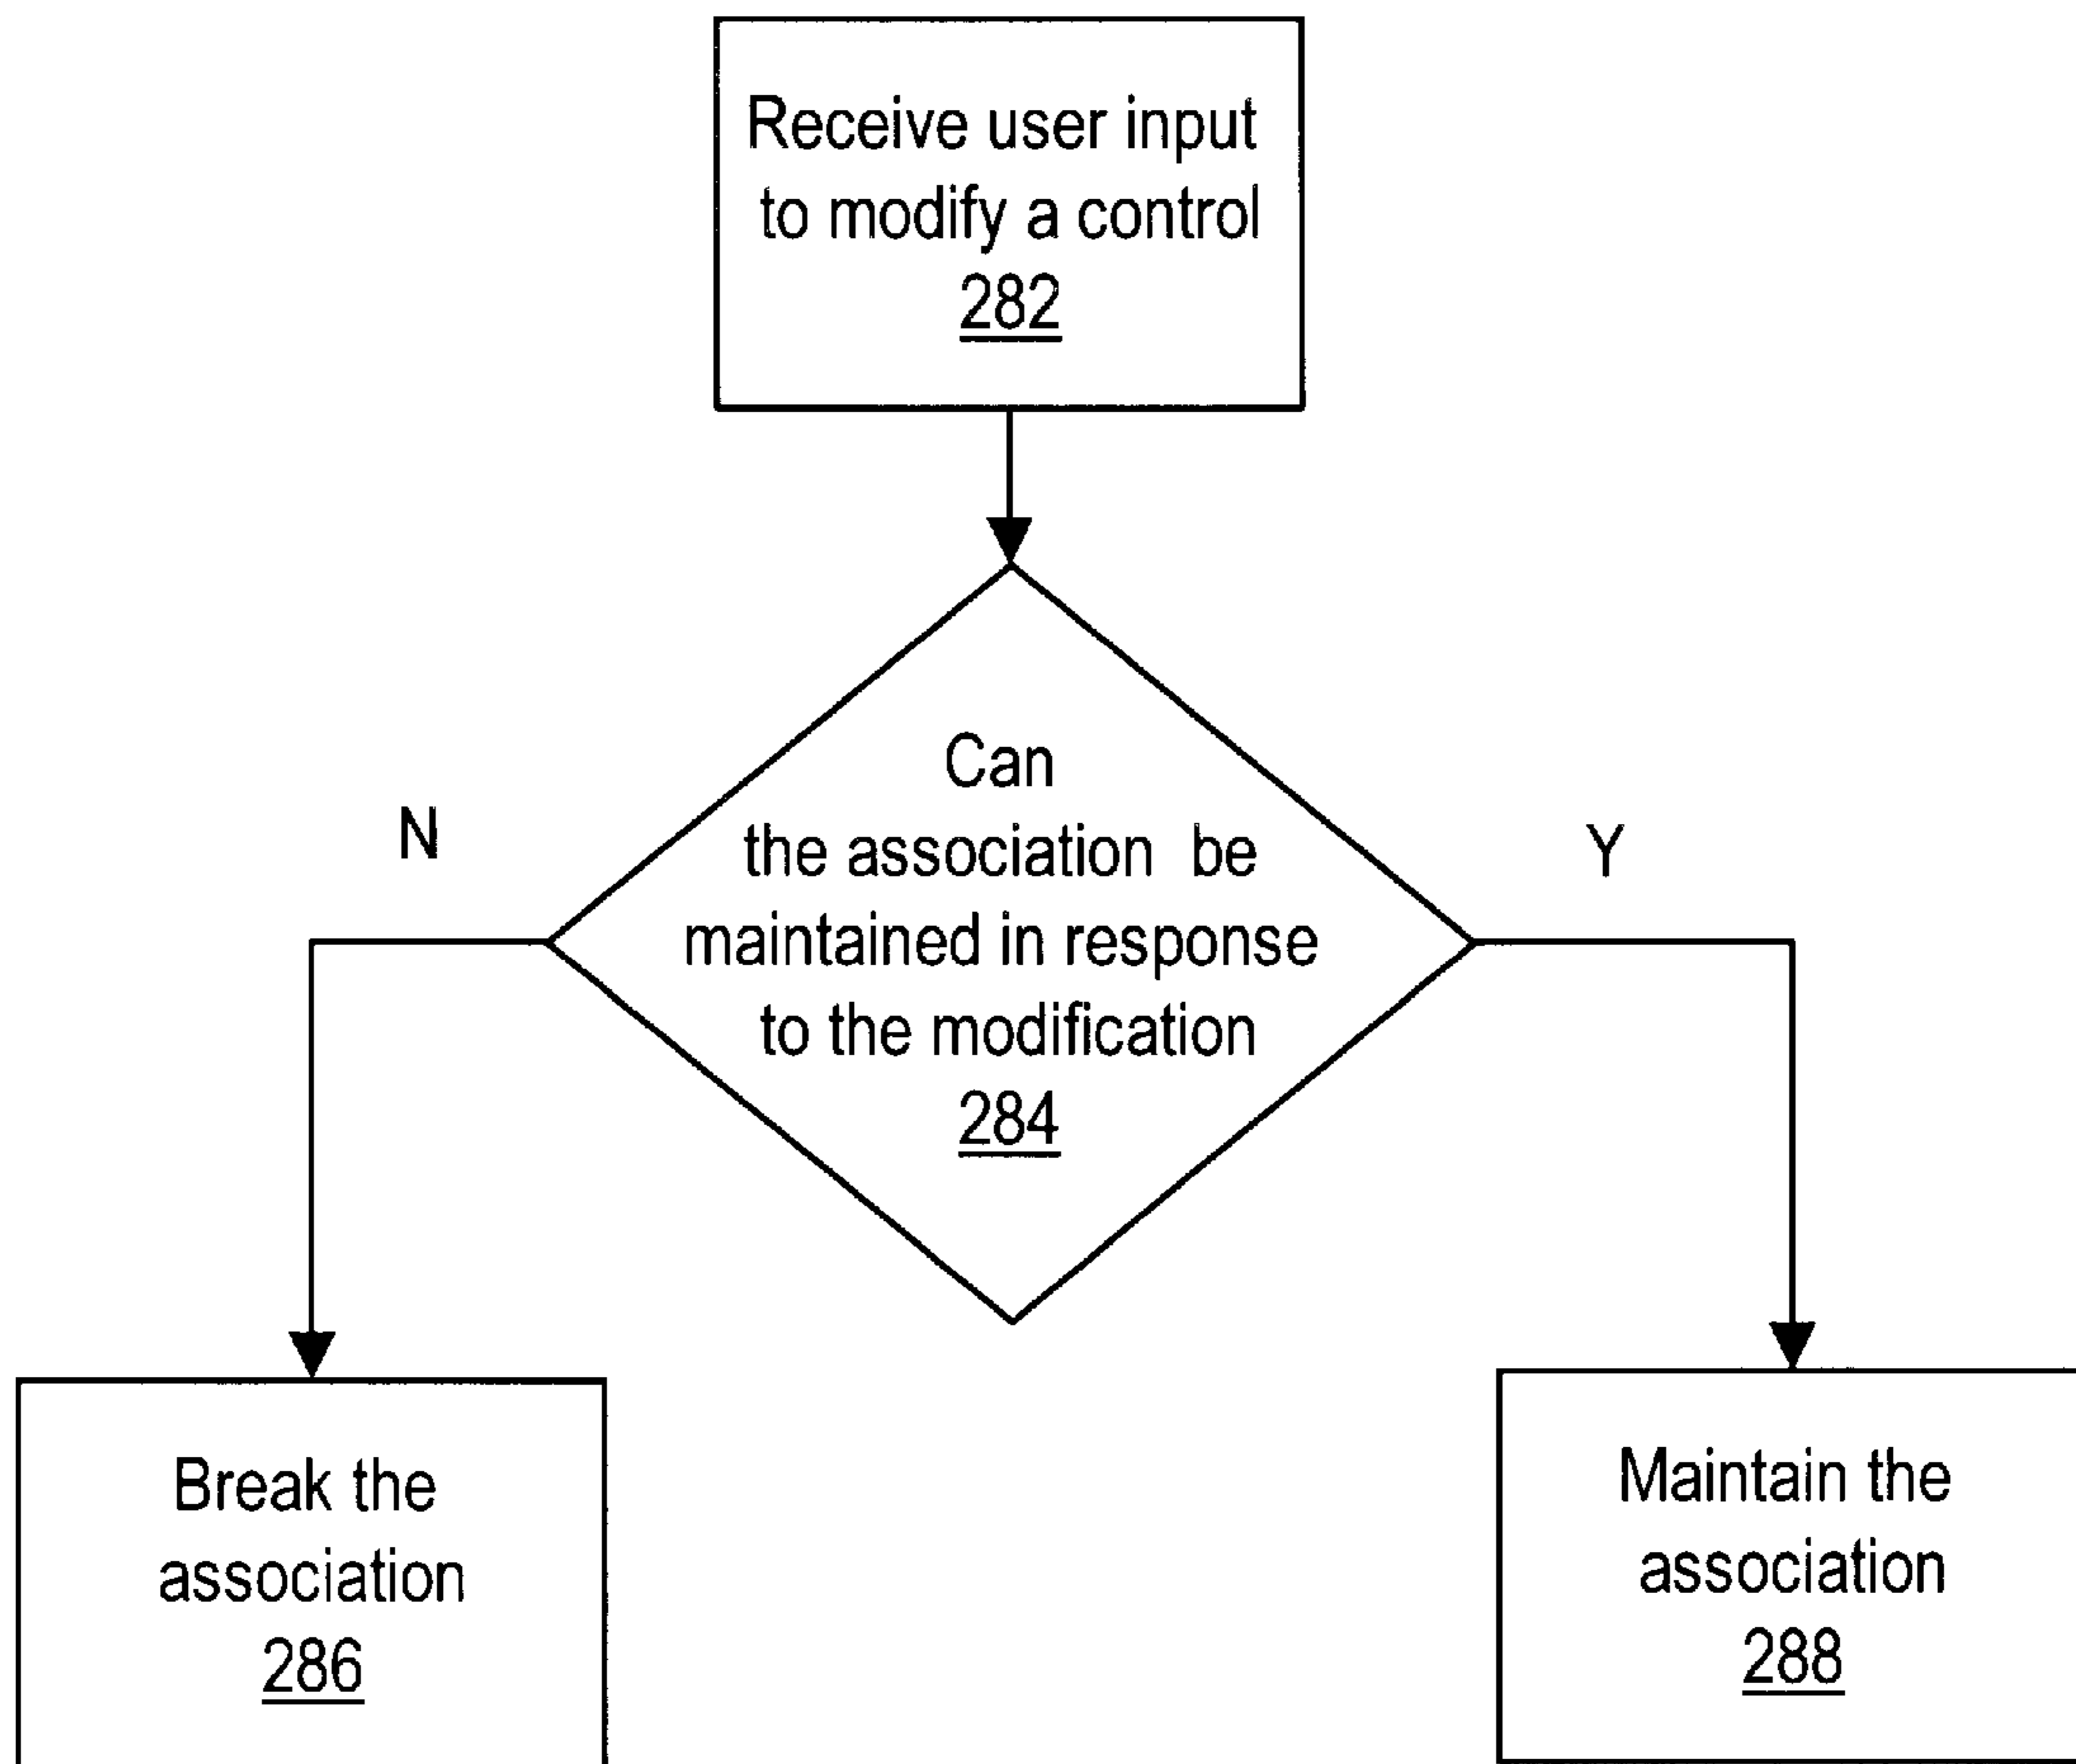 Receive user input
to modify a control
282
Can
the association be
maintained in response
to the modification
284
N
Y
Break the
association
286
Maintain the
association
288